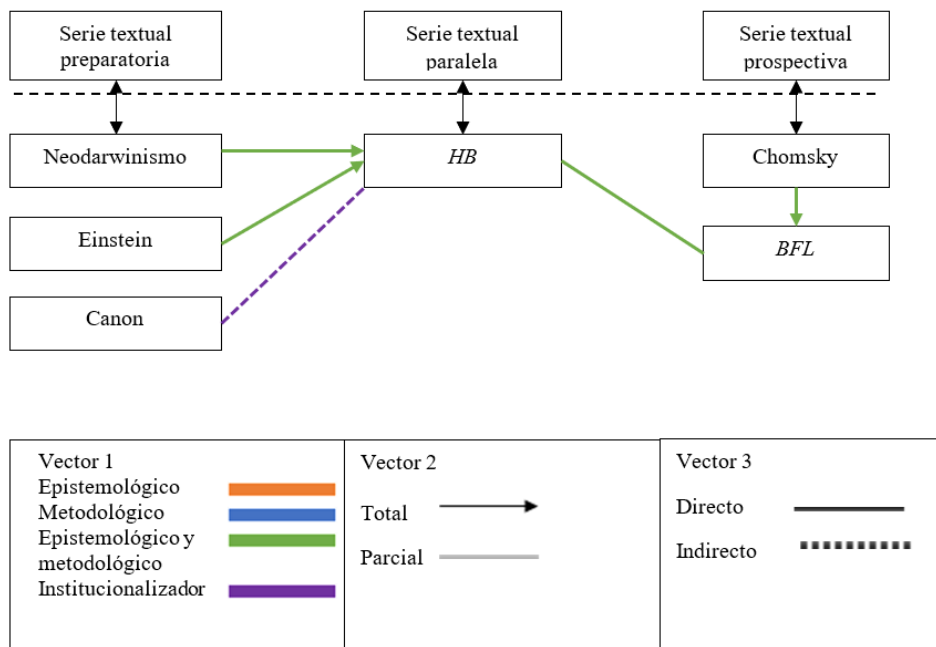 Serie textual
preparatoria
Serie textual
paralela
Serie textual
prospectiva
Neodarwinismo
HB
Chomsky
Einstein
BFL
Canon
Vector 1
Epistemológico
Metodológico
Epistemológico y
metodológico
Institucionalizador
Vector 2
Total
Parcial
Vector 3
Directo
Indirecto